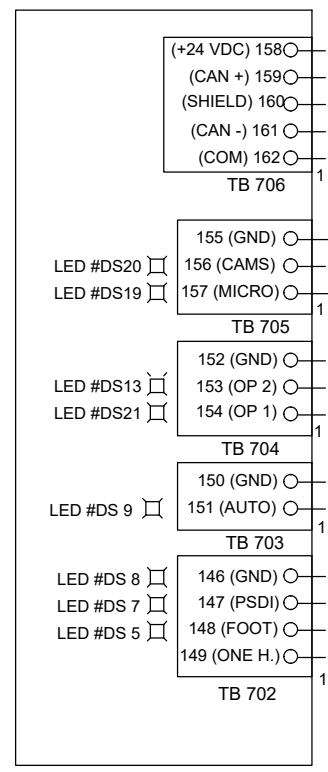 (+24 VDC) 158
(CAN +) 159
(SHIELD) 160
(CAN -) 161
(COM) 162
1
TB 706
155 (GND)
LED #DS20 156 (CAMS)
LED #DS19 157 (MICRO)
1
TB 705
152 (GND)
LED #DS13 153 (OP 2)
LED #DS21 154 (OP 1)
1
TB 704
150 (GND)
LED #DS 9 151 (AUTO)
1
TB 703
LED #DS 8 146 (GND)
LED #DS 7 147 (PSDI)
LED #DS 5 148 (FOOT)
149 (ONE H.)
1
TB 702